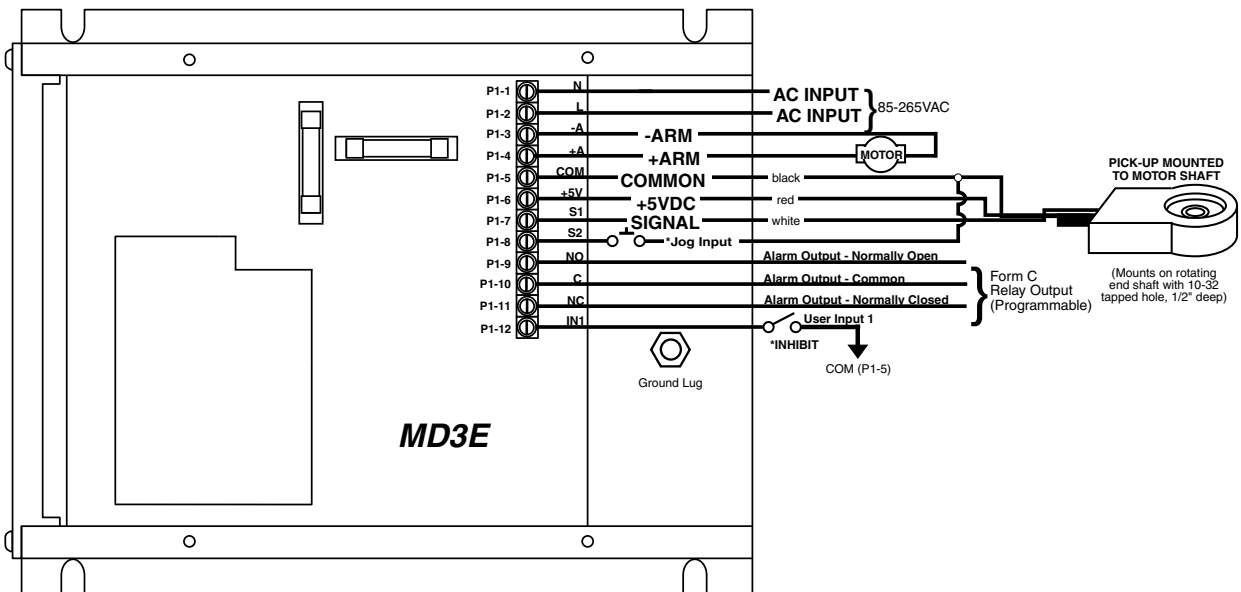 P1-1 N AC INPUT
P1-2 L AC INPUT
85-265VAC
P1-3 -A -ARM
P1-4 +A +ARM
MOTOR
P1-5 COM COMMON black
P1-6 +5V +5VDC red
P1-7 S1 SIGNAL white
P1-8 S2 *Jog Input
P1-9 NO Alarm Output - Normally Open
P1-10 C Alarm Output - Common
P1-11 NC Alarm Output - Normally Closed
P1-12 IN1 User Input 1
*INHIBIT
COM (P1-5)
Form C
Relay Output
(Programmable)
PICK-UP MOUNTED
TO MOTOR SHAFT
(Mounts on rotating
end shaft with 10-32
tapped hole, 1/2" deep)
Ground Lug
MD3E